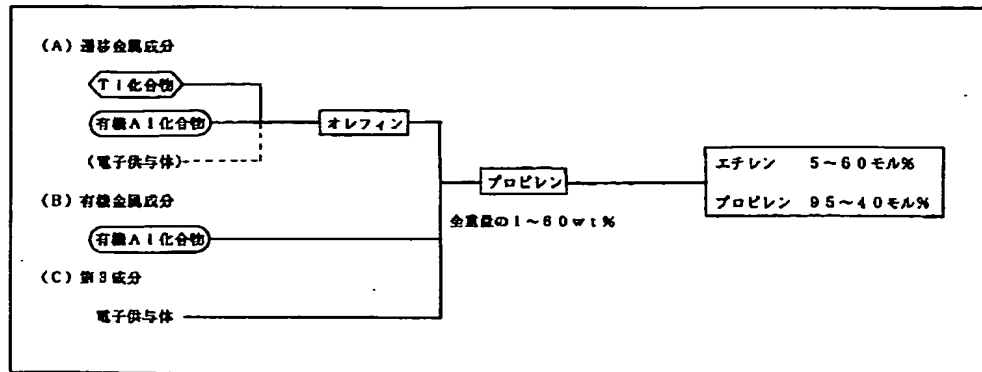 (A) 遷移金属成分
Ti化合物
有機Al化合物
オレフィン
(電子供与体)
プロピレン
全重量の1～60wt%
エチレン 5～60モル%
プロピレン 95～40モル%
(B) 有機金属成分
有機Al化合物
(C) 第3成分
電子供与体